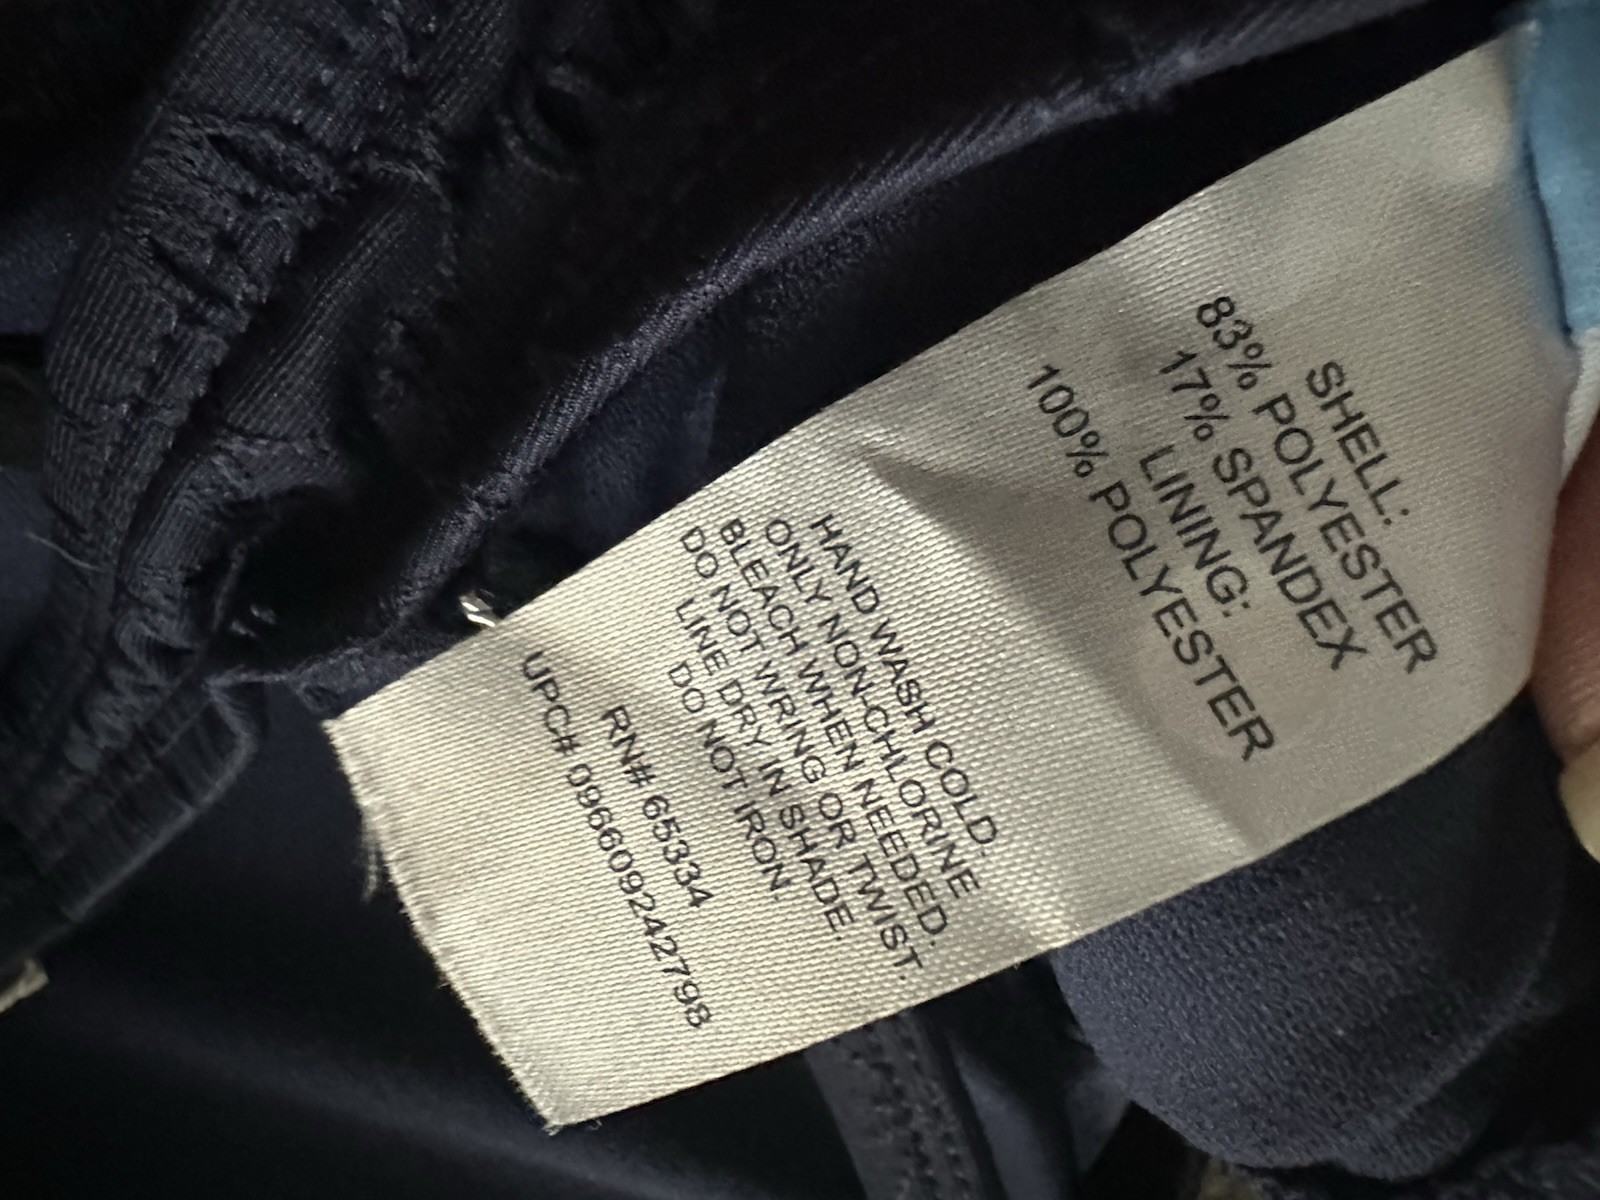 SHELL:
83% POLYESTER
17% SPANDEX
LINING:
100% POLYESTER
HAND WASH COLD.
ONLY NON-CHLORINE
BLEACH WHEN NEEDED.
DO NOT WRING OR TWIST.
LINE DRY IN SHADE.
DO NOT IRON.
RN# 65334
UPC# 096609242798